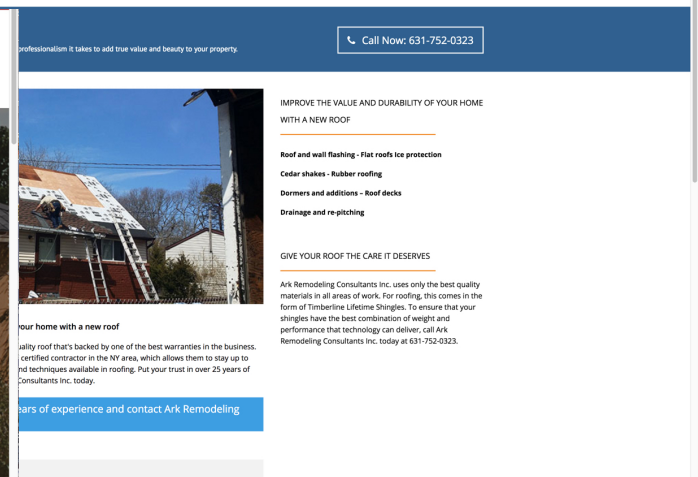 professionalism it takes to add true value and beauty to your property.
Call Now: 631-752-0323
IMPROVE THE VALUE AND DURABILITY OF YOUR HOME
WITH A NEW ROOF
Roof and wall flashing - Flat roofs Ice protection
Cedar shakes - Rubber roofing
Dormers and additions – Roof decks
Drainage and re-pitching
GIVE YOUR ROOF THE CARE IT DESERVES
Ark Remodeling Consultants Inc. uses only the best quality
materials in all areas of work. For roofing, this comes in the
form of Timberline Lifetime Shingles. To ensure that your
shingles have the best combination of weight and
performance that technology can deliver, call Ark
Remodeling Consultants Inc. today at 631-752-0323.
your home with a new roof
uality roof that's backed by one of the best warranties in the business.
certified contractor in the NY area, which allows them to stay up to
nd techniques available in roofing. Put your trust in over 25 years of
Consultants Inc. today.
ears of experience and contact Ark Remodeling